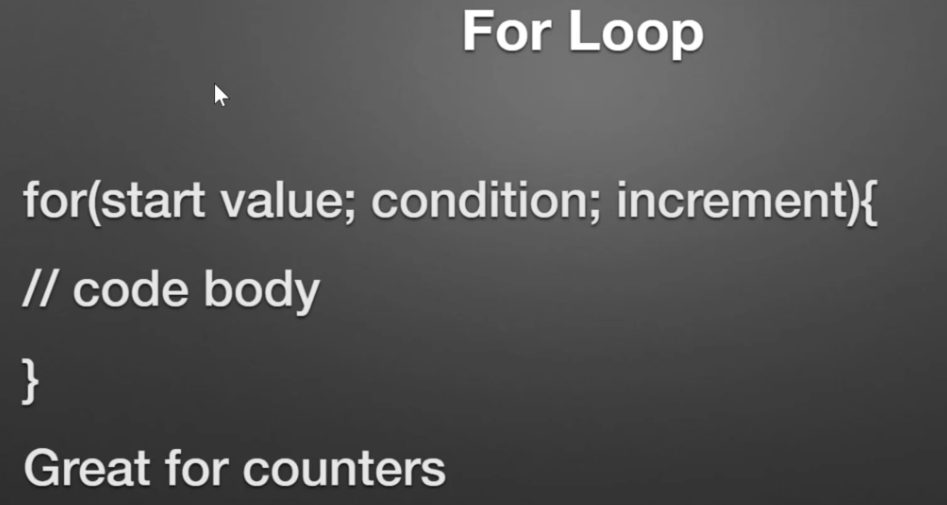 For Loop
for(start value; condition; increment){
// code body
}
Great for counters